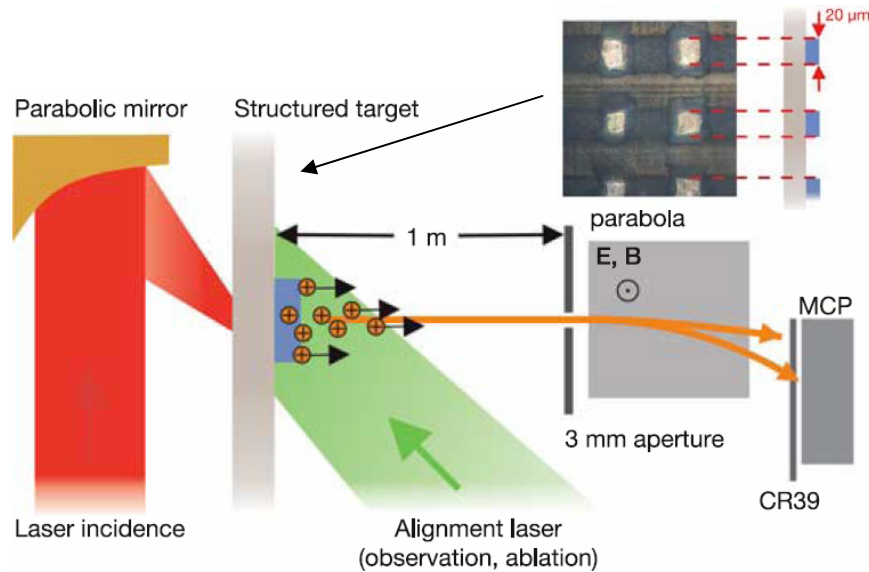 20 µm
Parabolic mirror
Structured target
parabola
1 m
E, B
MCP
3 mm aperture
CR39
Laser incidence
Alignment laser
(observation, ablation)